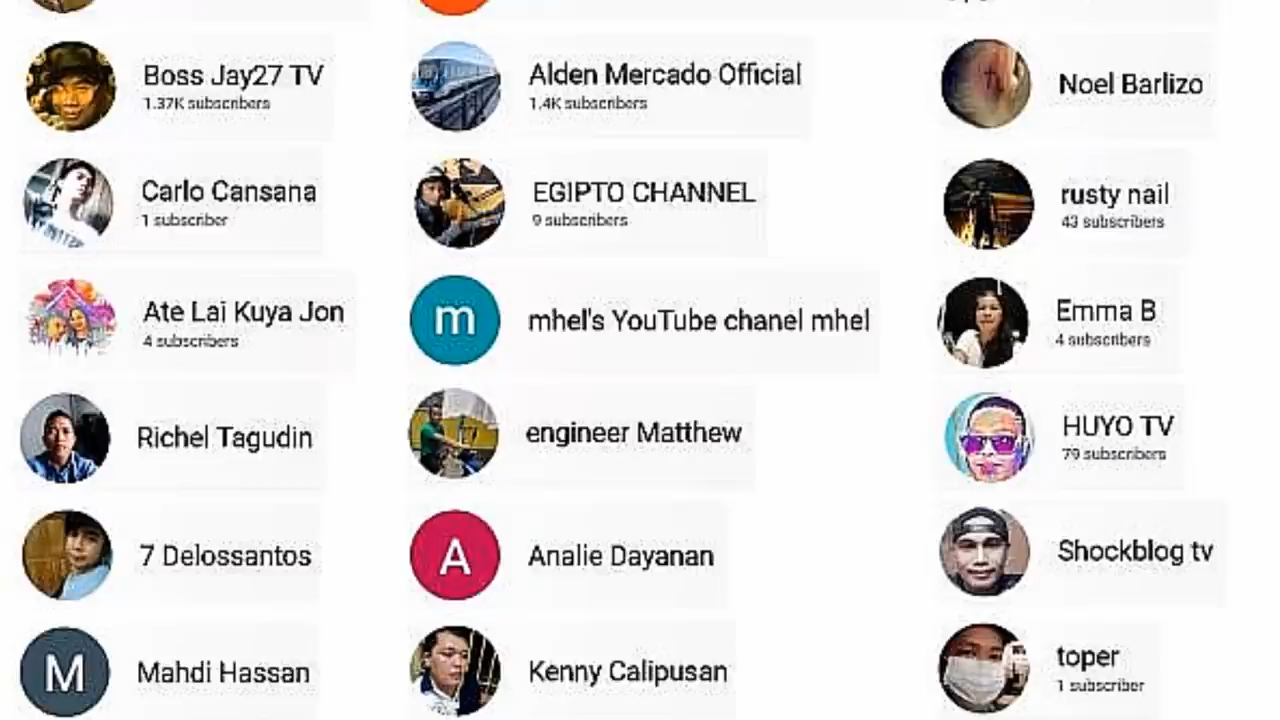 Boss Jay27 TV
1.37K subscribers
Alden Mercado Official
1.4K subscribers
Noel Barlizo
Carlo Cansana
1 subscriber
EGIPTO CHANNEL
9 subscribers
rusty nail
43 subscribers
Ate Lai Kuya Jon
4 subscribers
m
mhel's YouTube chanel mhel
Emma B
4 subscribers
Richel Tagudin
engineer Matthew
HUYO TV
79 subscribers
7 Delossantos
A
Analie Dayanan
Shockblog tv
M
Mahdi Hassan
Kenny Calipusan
toper
1 subscriber